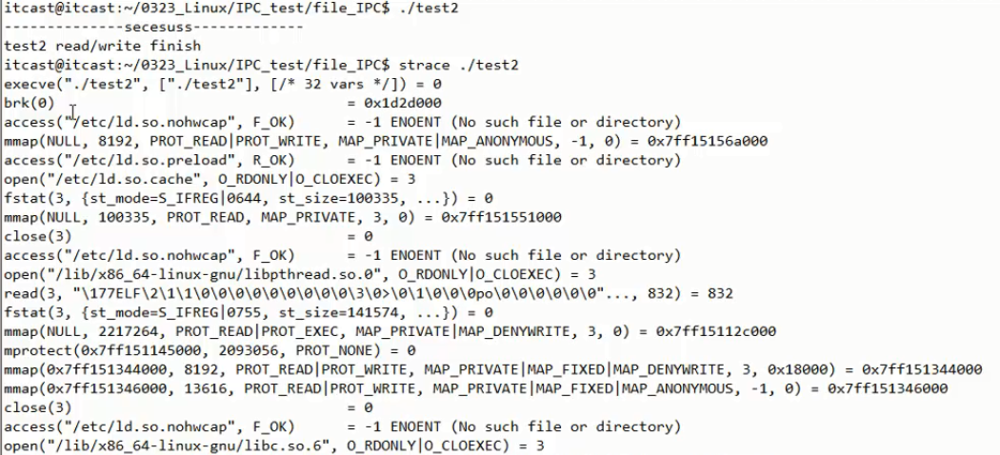 itcast@itcast:~/0323_Linux/IPC_test/file_IPC$ ./test2
--------------secesuss-------------
test2 read/write finish
itcast@itcast:~/0323_Linux/IPC_test/file_IPC$ strace ./test2
execve("./test2", ["./test2"], [/* 32 vars */]) = 0
brk(0)                                  = 0x1d2d000
access("/etc/ld.so.nohwcap", F_OK)      = -1 ENOENT (No such file or directory)
mmap(NULL, 8192, PROT_READ|PROT_WRITE, MAP_PRIVATE|MAP_ANONYMOUS, -1, 0) = 0x7ff15156a000
access("/etc/ld.so.preload", R_OK)      = -1 ENOENT (No such file or directory)
open("/etc/ld.so.cache", O_RDONLY|O_CLOEXEC) = 3
fstat(3, {st_mode=S_IFREG|0644, st_size=100335, ...}) = 0
mmap(NULL, 100335, PROT_READ, MAP_PRIVATE, 3, 0) = 0x7ff151551000
close(3)                                = 0
access("/etc/ld.so.nohwcap", F_OK)      = -1 ENOENT (No such file or directory)
open("/lib/x86_64-linux-gnu/libpthread.so.0", O_RDONLY|O_CLOEXEC) = 3
read(3, "\177ELF\2\1\1\0\0\0\0\0\0\0\0\0\3\0>\0\1\0\0\0po\0\0\0\0\0\0"..., 832) = 832
fstat(3, {st_mode=S_IFREG|0755, st_size=141574, ...}) = 0
mmap(NULL, 2217264, PROT_READ|PROT_EXEC, MAP_PRIVATE|MAP_DENYWRITE, 3, 0) = 0x7ff15112c000
mprotect(0x7ff151145000, 2093056, PROT_NONE) = 0
mmap(0x7ff151344000, 8192, PROT_READ|PROT_WRITE, MAP_PRIVATE|MAP_FIXED|MAP_DENYWRITE, 3, 0x18000) = 0x7ff151344000
mmap(0x7ff151346000, 13616, PROT_READ|PROT_WRITE, MAP_PRIVATE|MAP_FIXED|MAP_ANONYMOUS, -1, 0) = 0x7ff151346000
close(3)                                = 0
access("/etc/ld.so.nohwcap", F_OK)      = -1 ENOENT (No such file or directory)
open("/lib/x86_64-linux-gnu/libc.so.6", O_RDONLY|O_CLOEXEC) = 3